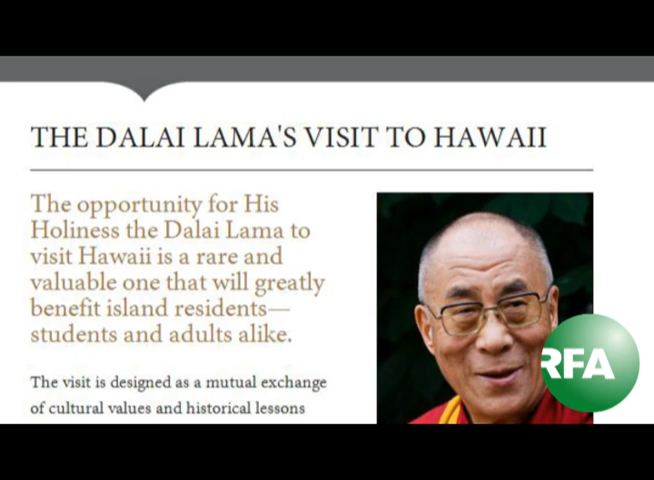 THE DALAI LAMA'S VISIT TO HAWAII
The opportunity for His
Holiness the Dalai Lama to
visit Hawaii is a rare and
valuable one that will greatly
benefit island residents—
students and adults alike.
The visit is designed as a mutual exchange
of cultural values and historical lessons
RFA